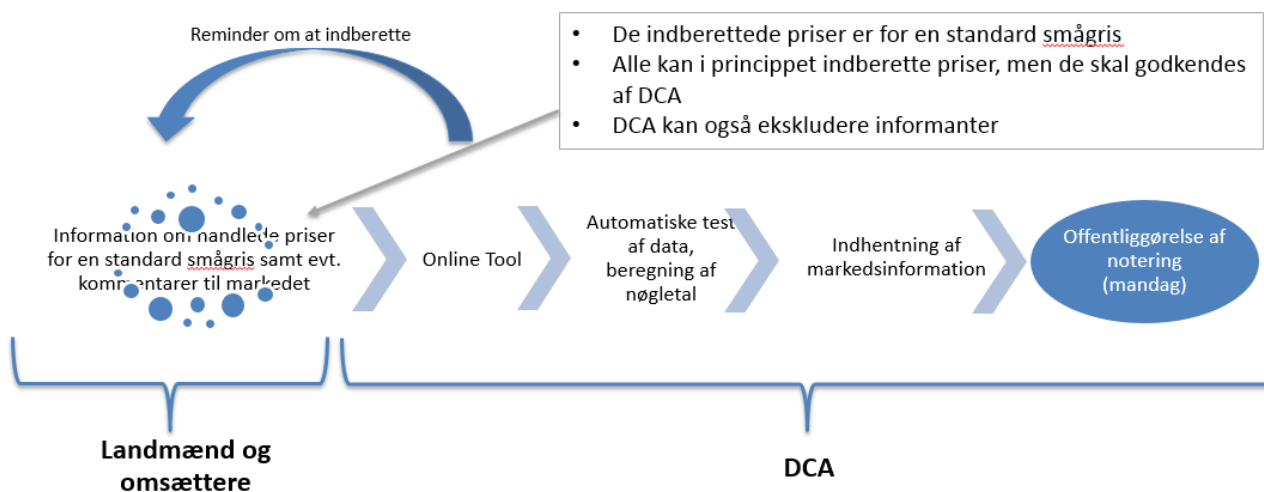 Reminder om at indberette
• De indberettede priser er for en standard smågris
• Alle kan i princippet indberette priser, men de skal godkendes
af DCA
• DCA kan også ekskludere informanter
Information om handlede priser
for en standard smågris samt evt.
kommentarer til markedet
Online Tool
Automatiske test
af data,
beregning af
nøgletal
Indhentning af
markedsinformation
Offentliggørelse af
notering
(mandag)
Landmænd og
omsættere
DCA